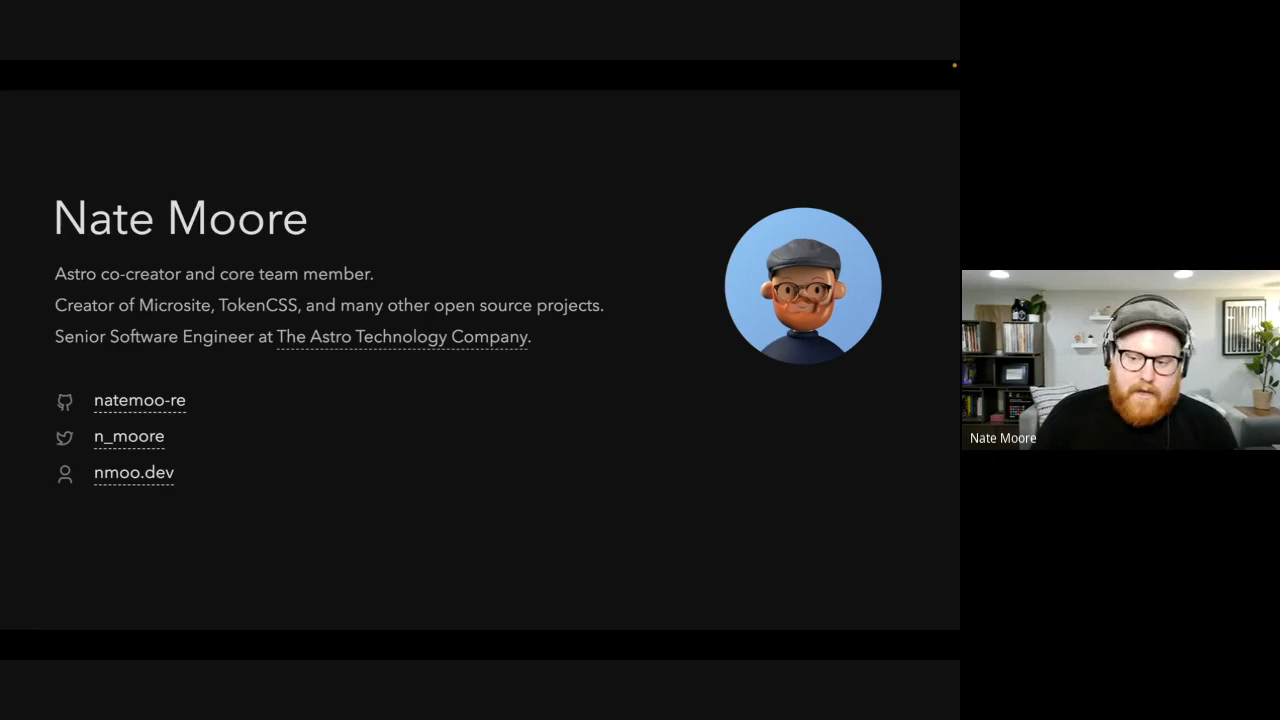 Nate Moore
Astro co-creator and core team member.
Creator of Microsite, TokenCSS, and many other open source projects.
Senior Software Engineer at The Astro Technology Company.
natemoo-re
n_moore
nmoo.dev
Nate Moore